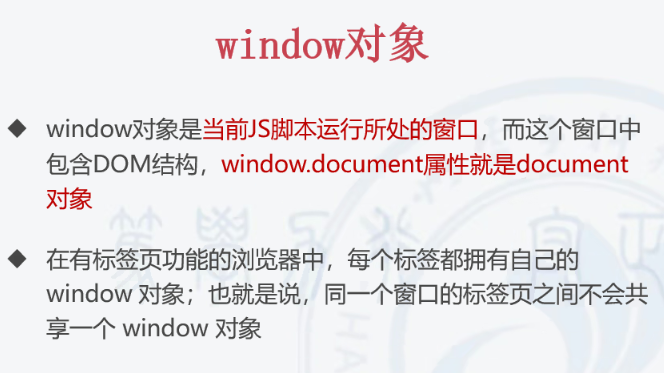 window对象
◆ window对象是当前JS脚本运行所处的窗口，而这个窗口中
包含DOM结构，window.document属性就是document
对象
◆ 在有标签页功能的浏览器中，每个标签都拥有自己的
window 对象；也就是说，同一个窗口的标签页之间不会共
享一个 window 对象